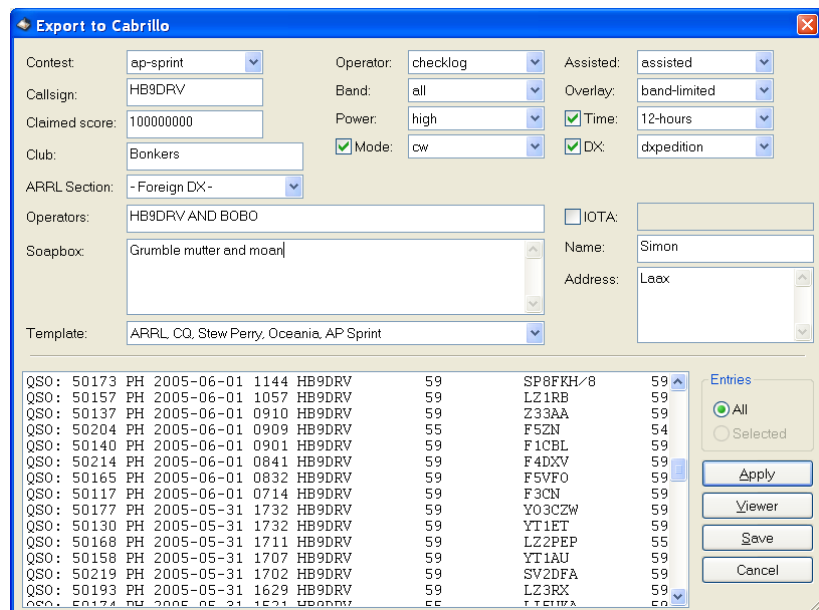 Export to Cabrillo
Contest: ap-sprint Operator: checklog Assisted: assisted
Callsign: HB9DRV Band: all Overlay: band-limited
Claimed score: 100000000 Power: high Time: 12-hours
Club: Bonkers Mode: cw DX: dxpedition
ARRL Section: - Foreign DX -
Operators: HB9DRV AND BOBO IOTA:
Soapbox: Grumble mutter and moan Name: Simon
Address: Laax
Template: ARRL, CQ, Stew Perry, Oceania, AP Sprint
QSO: 50173 PH 2005-06-01 1144 HB9DRV 59 SP8FKH/8 59
QSO: 50157 PH 2005-06-01 1057 HB9DRV 59 LZ1RB 59
QSO: 50137 PH 2005-06-01 0910 HB9DRV 59 Z33AA 59
QSO: 50204 PH 2005-06-01 0909 HB9DRV 55 F5ZN 54
QSO: 50140 PH 2005-06-01 0901 HB9DRV 59 F1CBL 59
QSO: 50214 PH 2005-06-01 0841 HB9DRV 59 F4DXV 59
QSO: 50165 PH 2005-06-01 0832 HB9DRV 59 F5VFO 59
QSO: 50117 PH 2005-06-01 0714 HB9DRV 59 F3CN 59
QSO: 50177 PH 2005-05-31 1732 HB9DRV 59 YO3CZW 59
QSO: 50130 PH 2005-05-31 1732 HB9DRV 59 YT1ET 59
QSO: 50168 PH 2005-05-31 1711 HB9DRV 59 LZ2PEP 55
QSO: 50158 PH 2005-05-31 1707 HB9DRV 59 YT1AU 59
QSO: 50219 PH 2005-05-31 1702 HB9DRV 59 SV2DFA 59
QSO: 50193 PH 2005-05-31 1629 HB9DRV 59 LZ3RX 59
QSO: 50174 PH 2005-05-31 1521 HB9DRV 55 59
Entries
All
Selected
Apply
Viewer
Save
Cancel